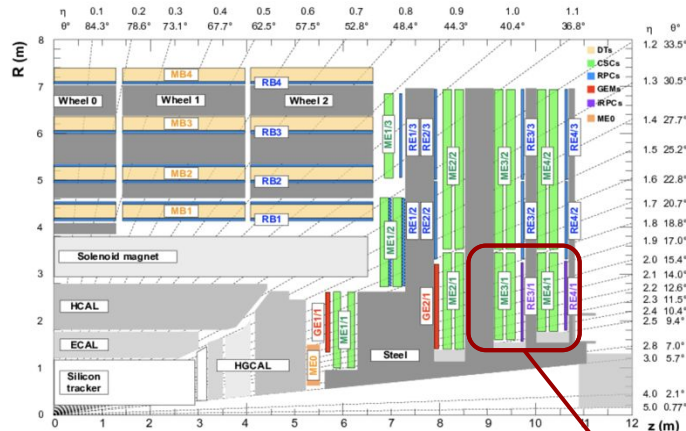 η 0.1 0.2 0.3 0.4 0.5 0.6 0.7 0.8 0.9 1.0 1.1
θ° 84.3° 78.6° 73.1° 67.7° 62.5° 57.5° 52.8° 48.4° 44.3° 40.4° 36.8°
η θ°
R (m)
8
7
6
5
4
3
2
1
0
MB4
RB4
Wheel 0
Wheel 1
Wheel 2
MB3
RB3
MB2
RB2
MB1
RB1
Solenoid magnet
HCAL
ECAL
Silicon
tracker
HGCAL
Steel
ME0
GE1/1
ME1/1
ME1/2
ME1/3
RE1/3
RE2/3
RE1/2
RE2/2
GE2/1
ME2/1
ME2/2
ME3/2
RE3/3
RE3/2
ME4/2
RE4/3
RE4/2
ME3/1
RE3/1
ME4/1
RE4/1
DTs
CSCs
RPCs
GEMs
iRPCs
ME0
1.2 33.5°
1.3 30.5°
1.4 27.7°
1.5 25.2°
1.6 22.8°
1.7 20.7°
1.8 18.8°
1.9 17.0°
2.0 15.4°
2.1 14.0°
2.2 12.6°
2.3 11.5°
2.4 10.4°
2.5 9.4°
2.8 7.0°
3.0 5.7°
4.0 2.1°
5.0 0.77°
0 1 2 3 4 5 6 7 8 9 10 11 12
z (m)